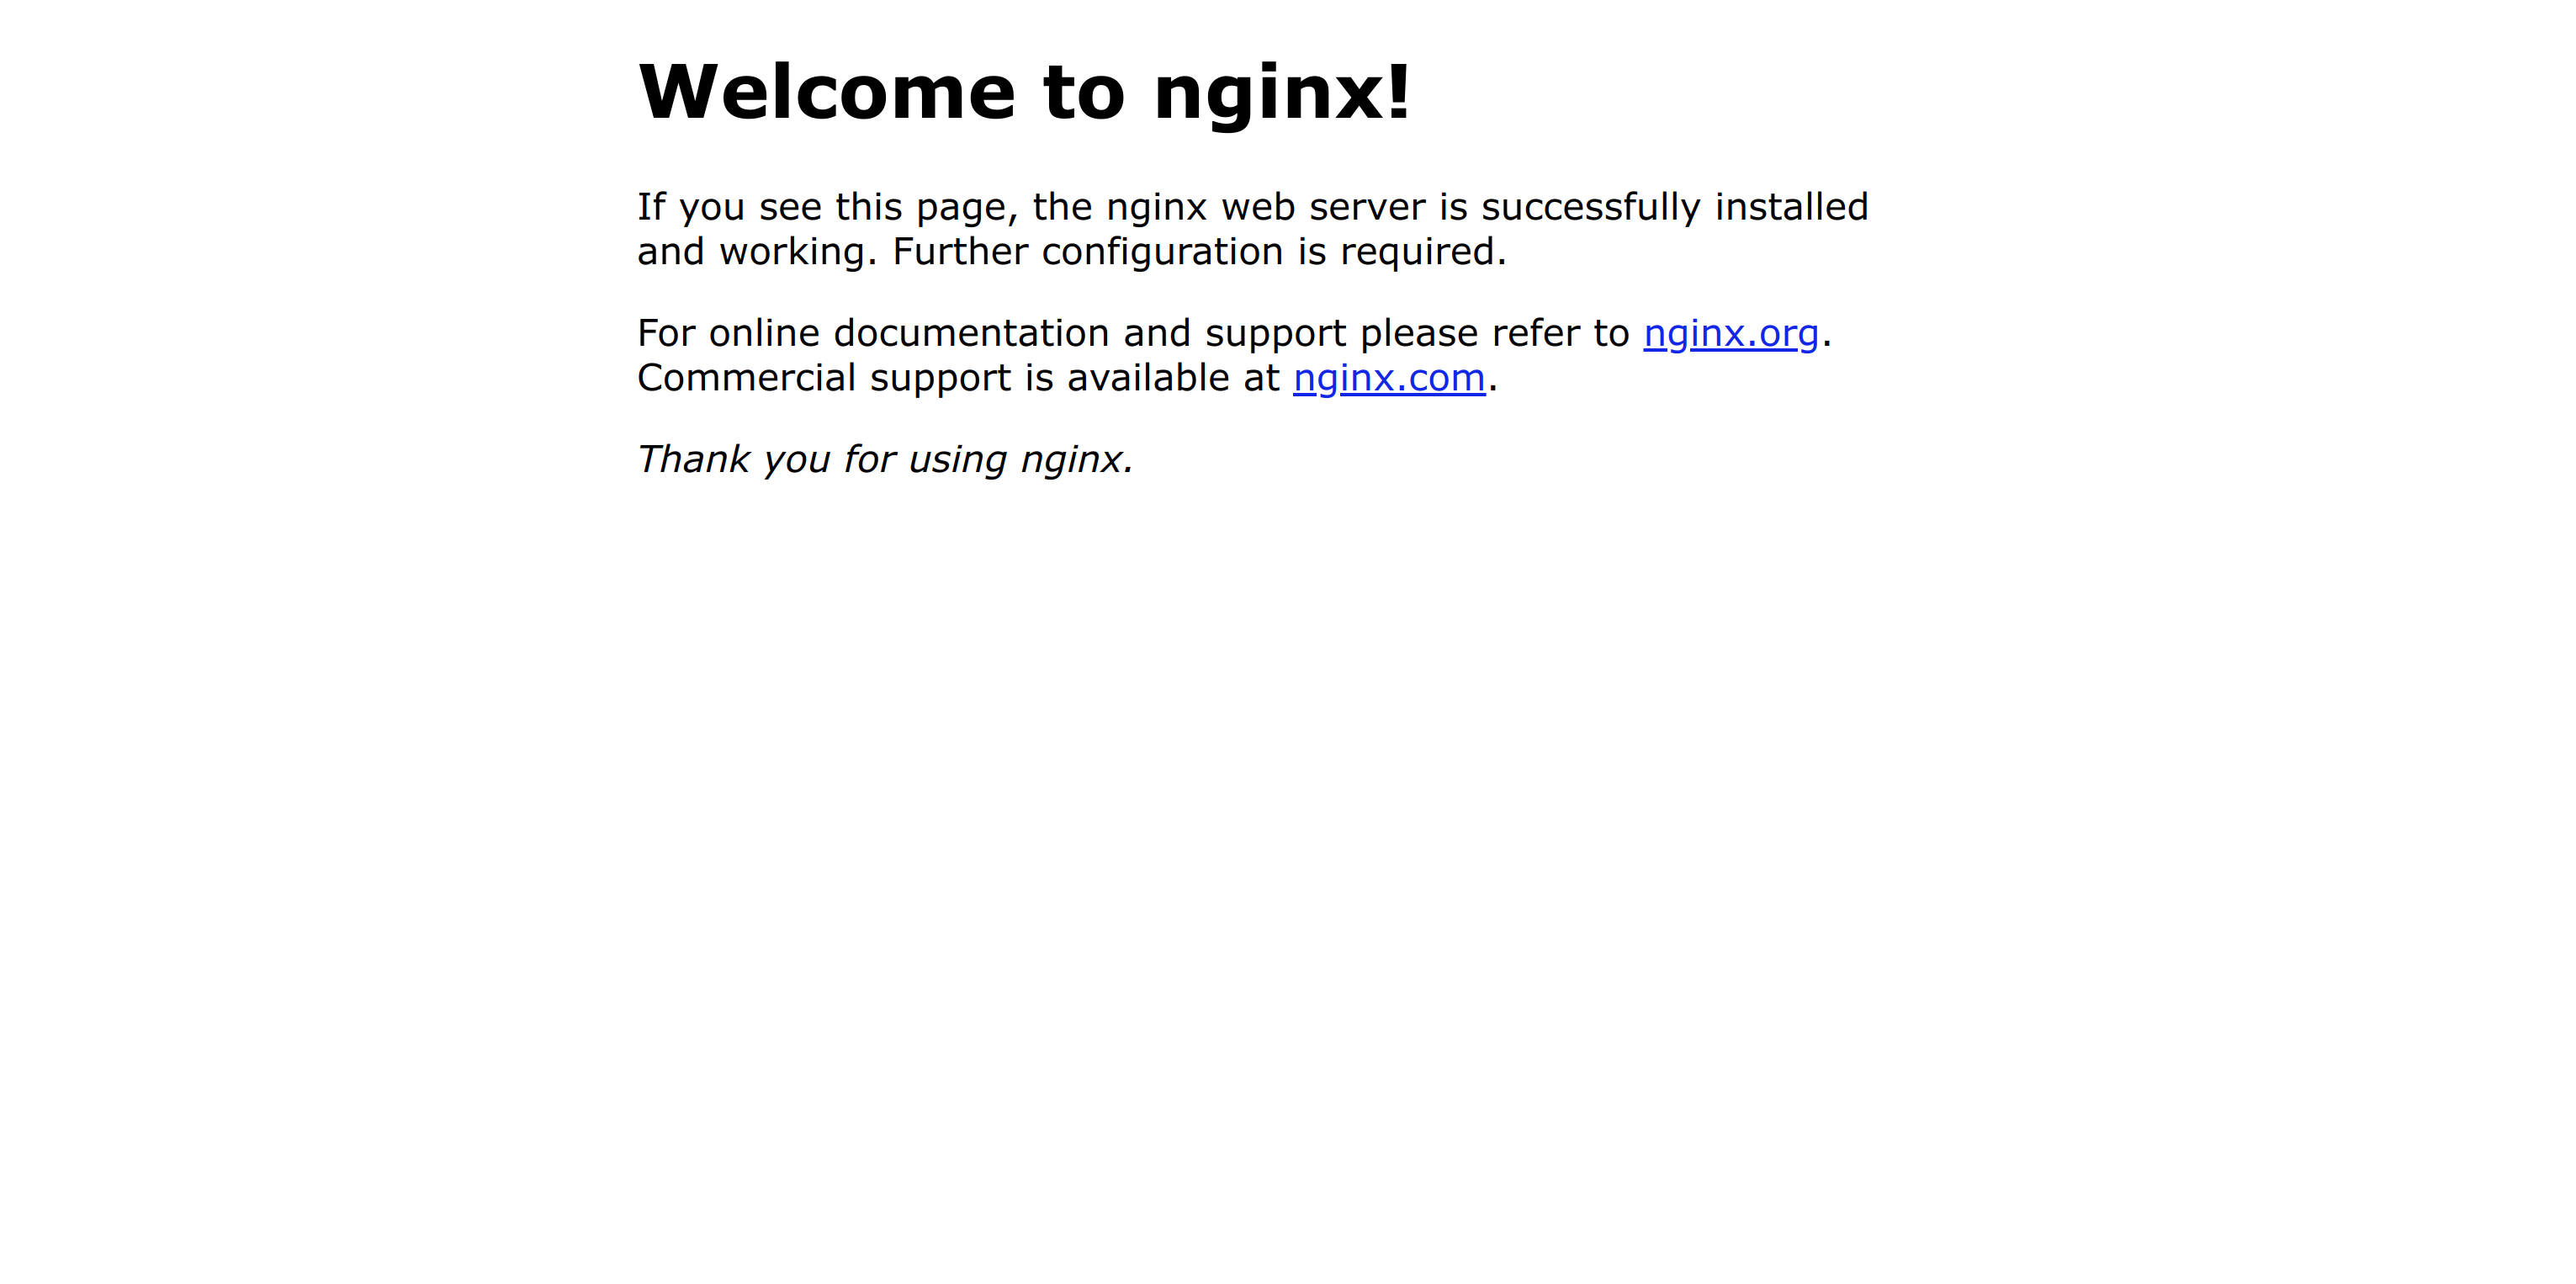 Welcome to nginx!
If you see this page, the nginx web server is successfully installed
and working. Further configuration is required.
For online documentation and support please refer to nginx.org.
Commercial support is available at nginx.com.
Thank you for using nginx.